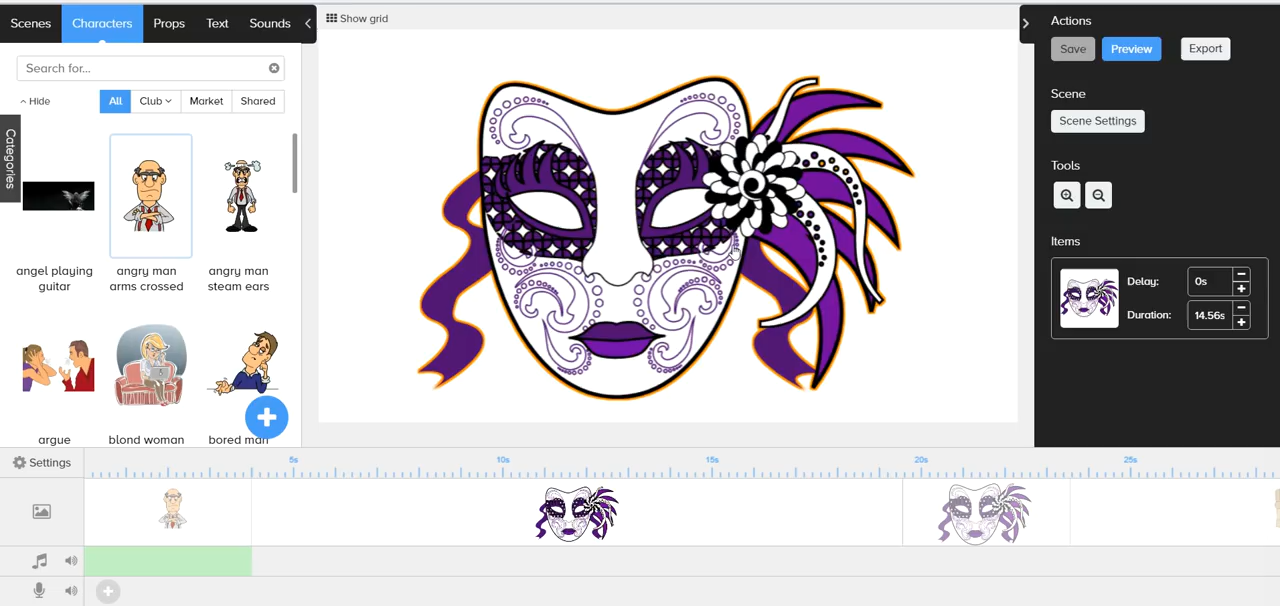 Scenes Characters Props Text Sounds
Show grid
Search for...
Hide All Club Market Shared
Categories
angel playing guitar
angry man arms crossed
angry man steam ears
argue
blond woman
bored man
Actions
Save Preview Export
Scene
Scene Settings
Tools
Items
Delay: 0s
Duration: 14.56s
Settings
5s 10s 15s 20s 25s